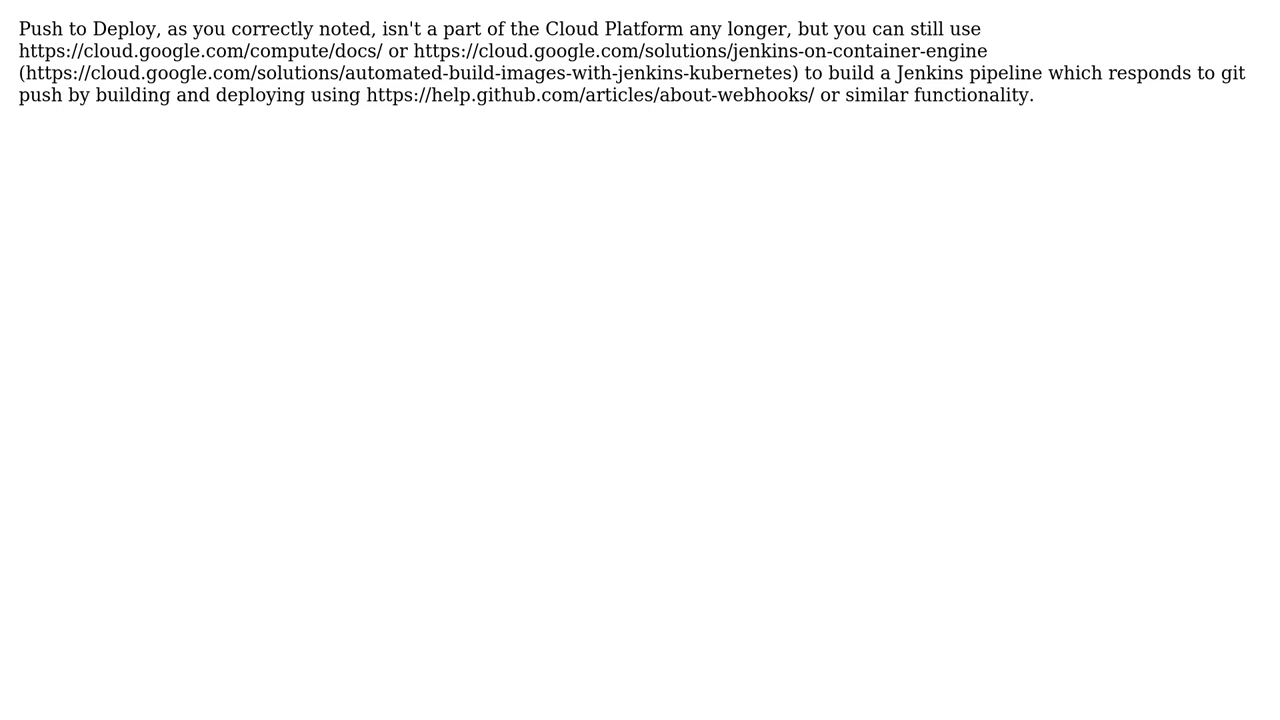 Push to Deploy, as you correctly noted, isn't a part of the Cloud Platform any longer, but you can still use
https://cloud.google.com/compute/docs/ or https://cloud.google.com/solutions/jenkins-on-container-engine
(https://cloud.google.com/solutions/automated-build-images-with-jenkins-kubernetes) to build a Jenkins pipeline which responds to git
push by building and deploying using https://help.github.com/articles/about-webhooks/ or similar functionality.